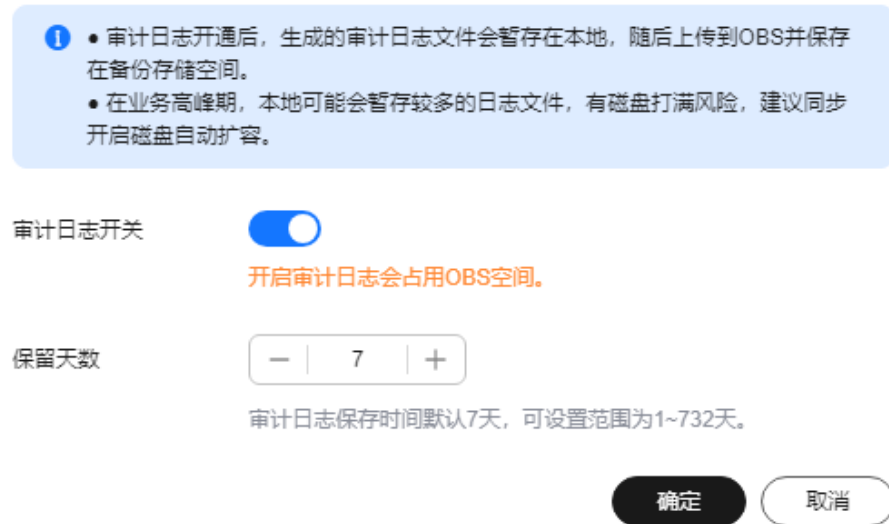 ● 审计日志开通后，生成的审计日志文件会暂存在本地，随后上传到OBS并保存
在备份存储空间。
● 在业务高峰期，本地可能会暂存较多的日志文件，有磁盘打满风险，建议同步
开启磁盘自动扩容。
审计日志开关
开启审计日志会占用OBS空间。
保留天数
— 7 +
审计日志保存时间默认7天，可设置范围为1~732天。
确定 取消